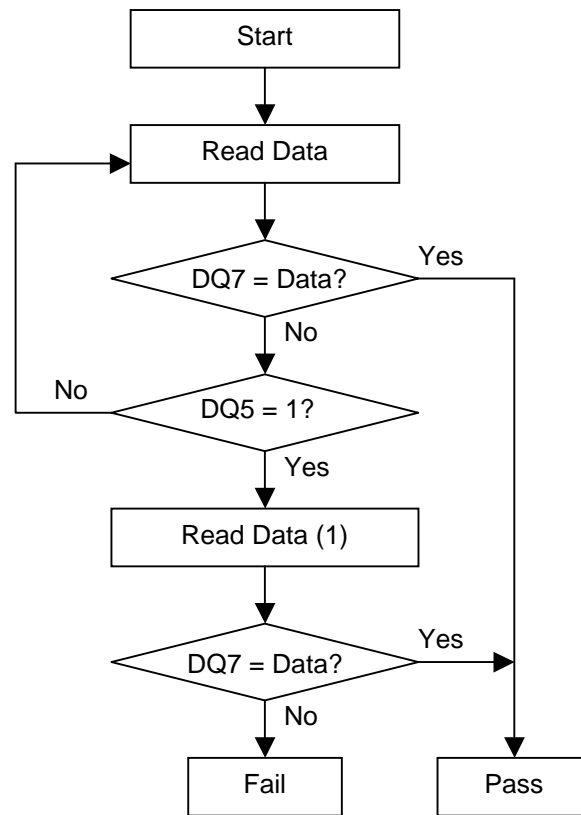 Start
Read Data
DQ7 = Data?
Yes
No
DQ5 = 1?
No
Yes
Read Data (1)
DQ7 = Data?
Yes
No
Fail
Pass